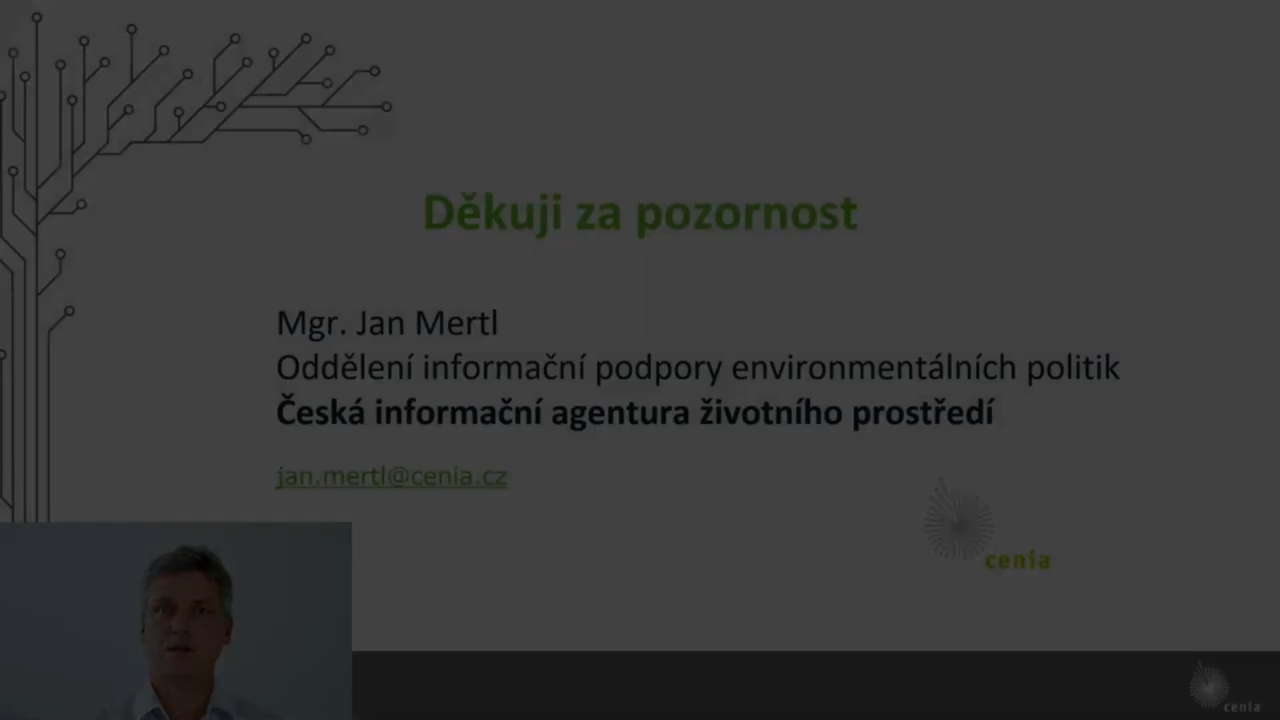 Děkuji za pozornost
Mgr. Jan Mertl
Oddělení informační podpory environmentálních politik
Česká informační agentura životního prostředí
jan.mertl@cenia.cz
cenia
cenia